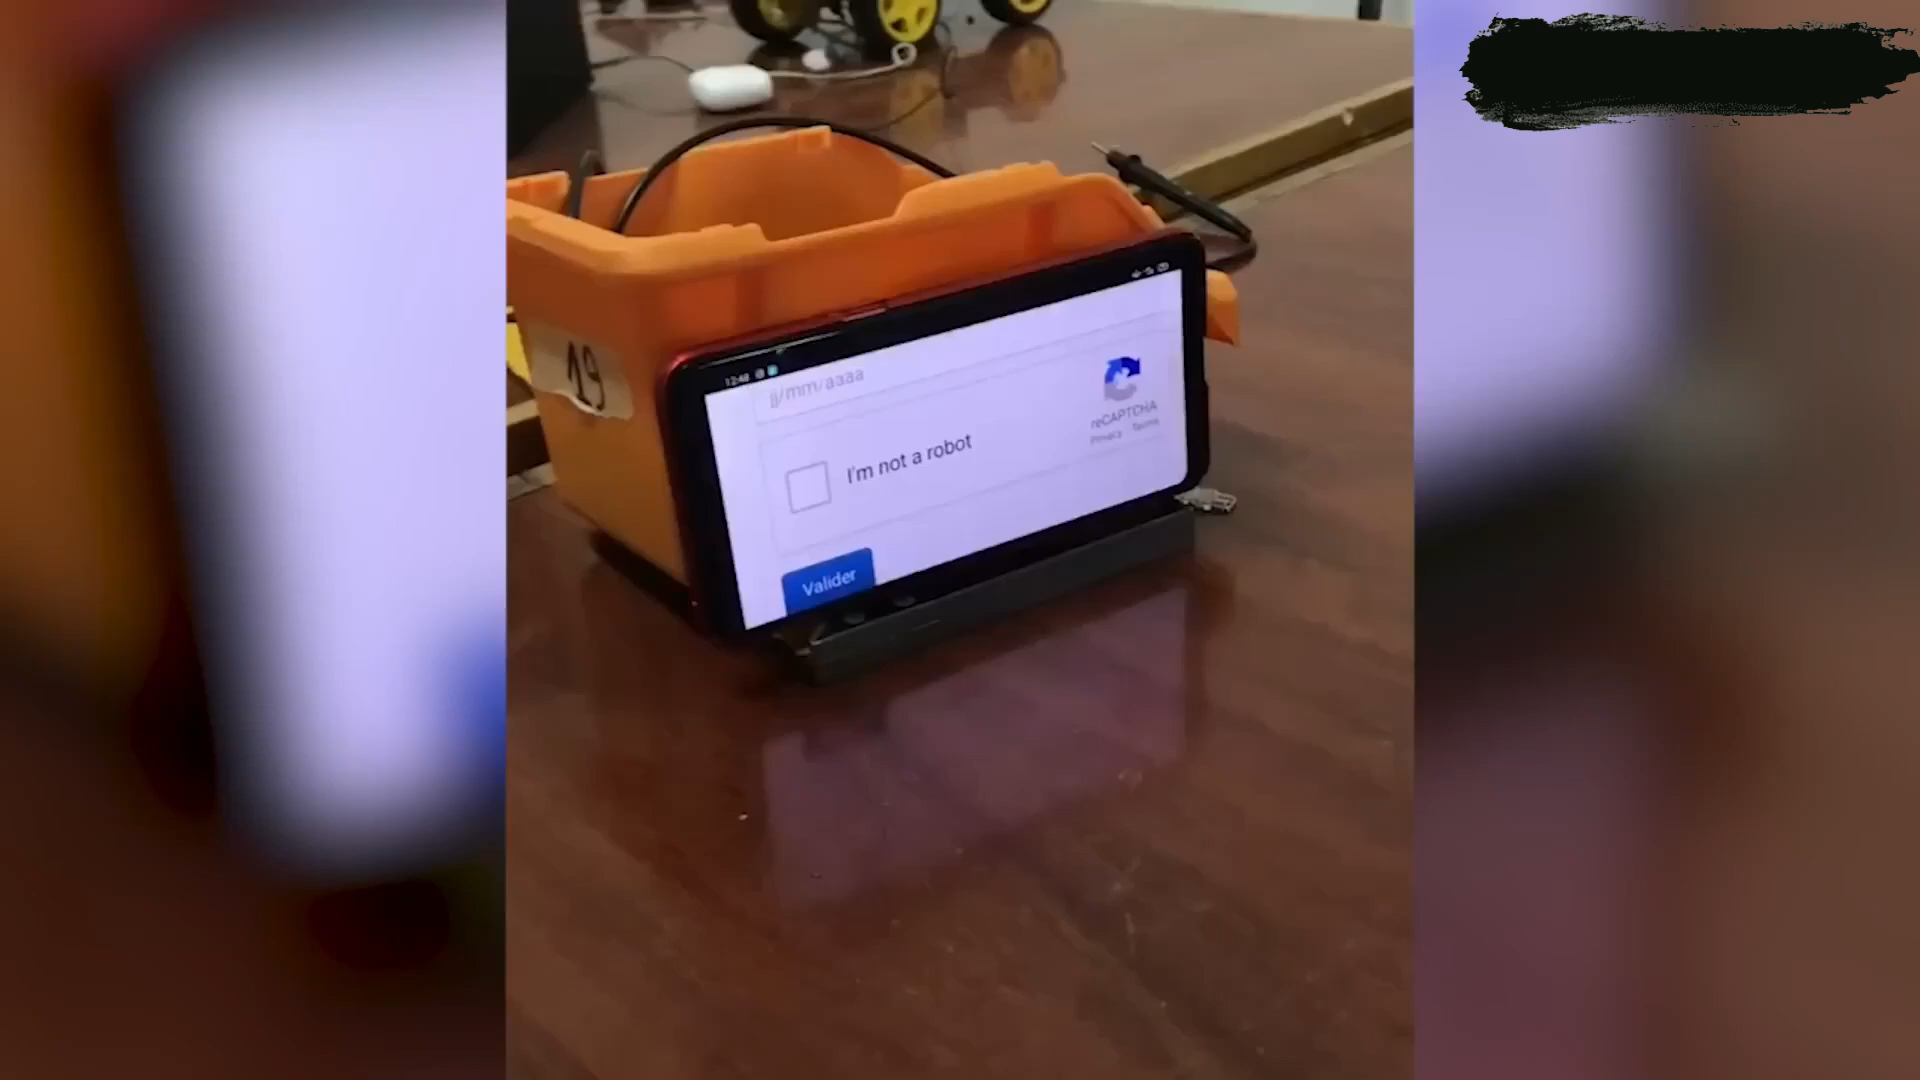 19
12:48
jj/mm/aaaa
I'm not a robot
reCAPTCHA
Privacy - Terms
Valider